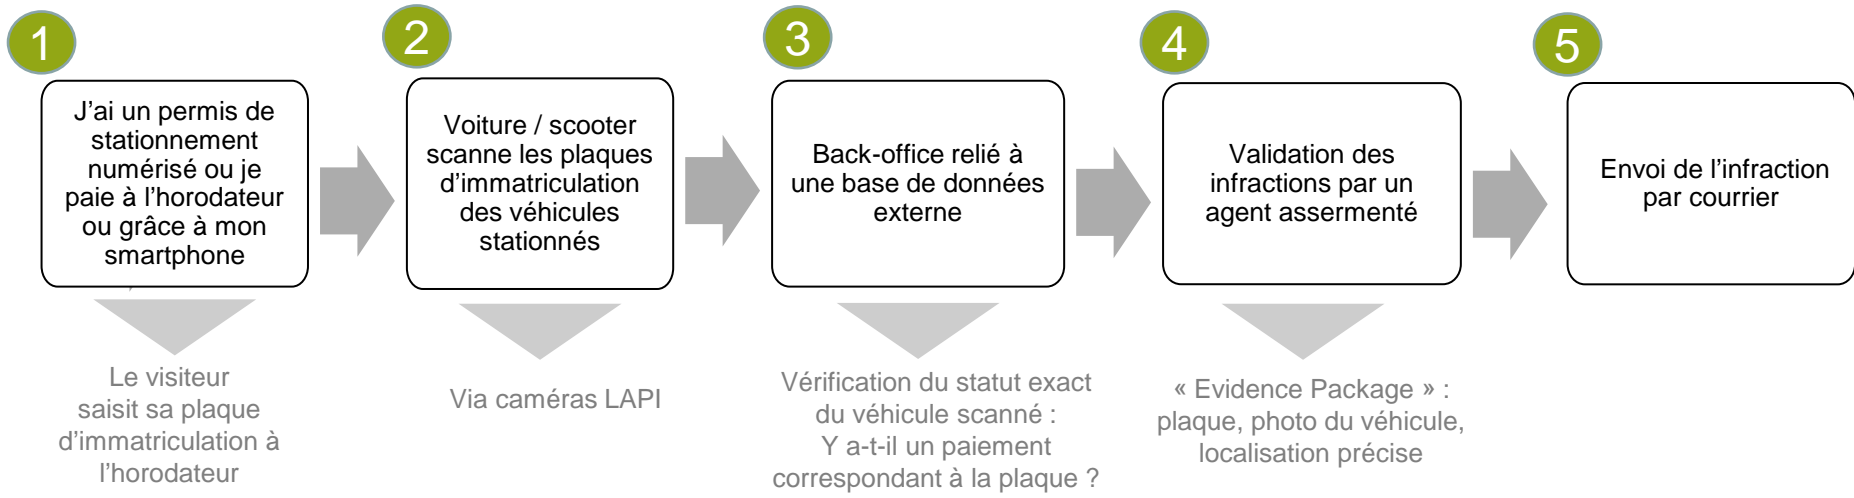 1
J’ai un permis de
stationnement
numérisé ou je
paie à l’horodateur
ou grâce à mon
smartphone
Le visiteur
saisit sa plaque
d’immatriculation à
l’horodateur
2
Voiture / scooter
scanne les plaques
d’immatriculation
des véhicules
stationnés
Via caméras LAPI
3
Back-office relié à
une base de données
externe
Vérification du statut exact
du véhicule scanné :
Y a-t-il un paiement
correspondant à la plaque ?
4
Validation des
infractions par un
agent assermenté
« Evidence Package » :
plaque, photo du véhicule,
localisation précise
5
Envoi de l’infraction
par courrier